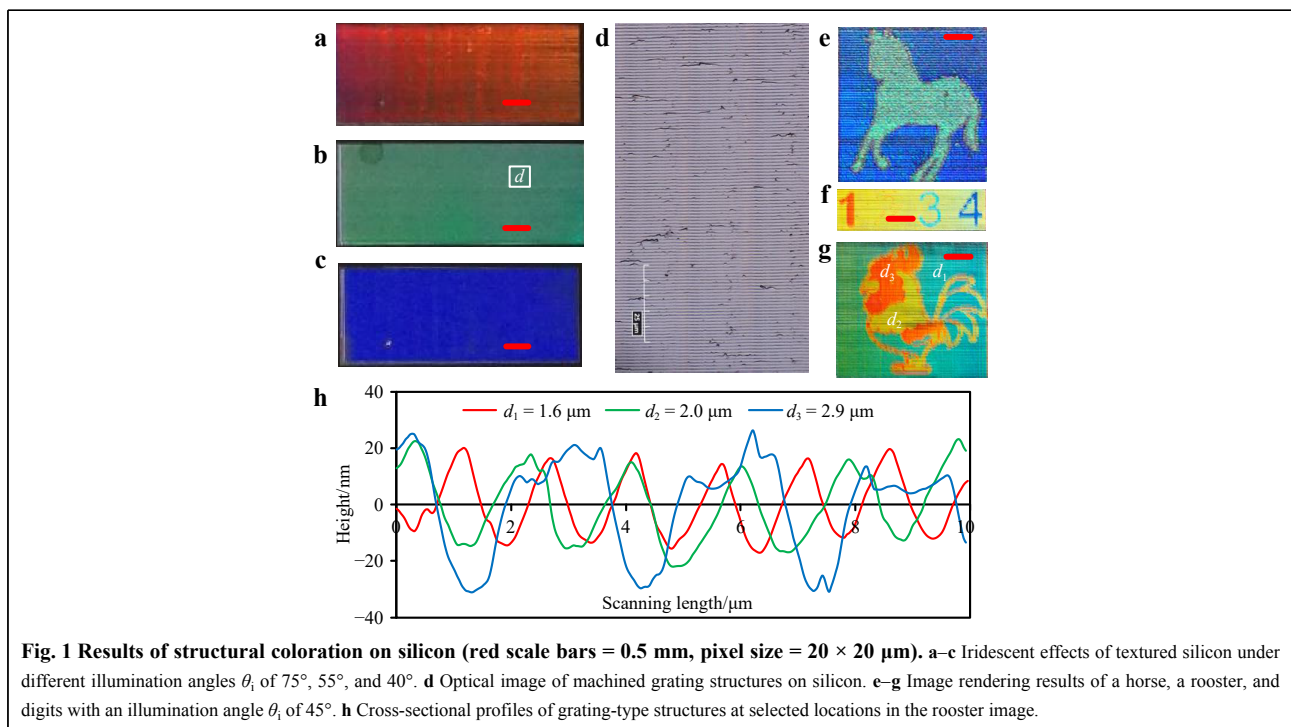 a
b
d
c
d
25 μm
e
f
1 3 4
g
d3 d1
d2
h
40
20
0
−20
−40
Height/nm
d1 = 1.6 μm d2 = 2.0 μm d3 = 2.9 μm
0 2 4 6 8 10
Scanning length/μm
Fig. 1 Results of structural coloration on silicon (red scale bars = 0.5 mm, pixel size = 20 × 20 μm). a–c Iridescent effects of textured silicon under
different illumination angles θi of 75°, 55°, and 40°. d Optical image of machined grating structures on silicon. e–g Image rendering results of a horse, a rooster, and
digits with an illumination angle θi of 45°. h Cross-sectional profiles of grating-type structures at selected locations in the rooster image.